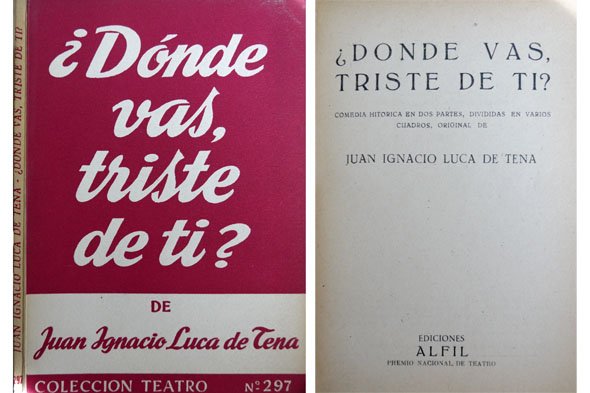 JUAN IGNACIO LUCA DE TENA - ¿DONDE VAS, TRISTE DE TI?
297
¿Dónde
vas,
triste
de ti?
DE
Juan Ignacio Luca de Tena
COLECCION TEATRO Nº 297
¿DONDE VAS,
TRISTE DE TI?
COMEDIA HITORICA EN DOS PARTES, DIVIDIDAS EN VARIOS
CUADROS, ORIGINAL DE
JUAN IGNACIO LUCA DE TENA
EDICIONES
ALFIL
PREMIO NACIONAL DE TEATRO